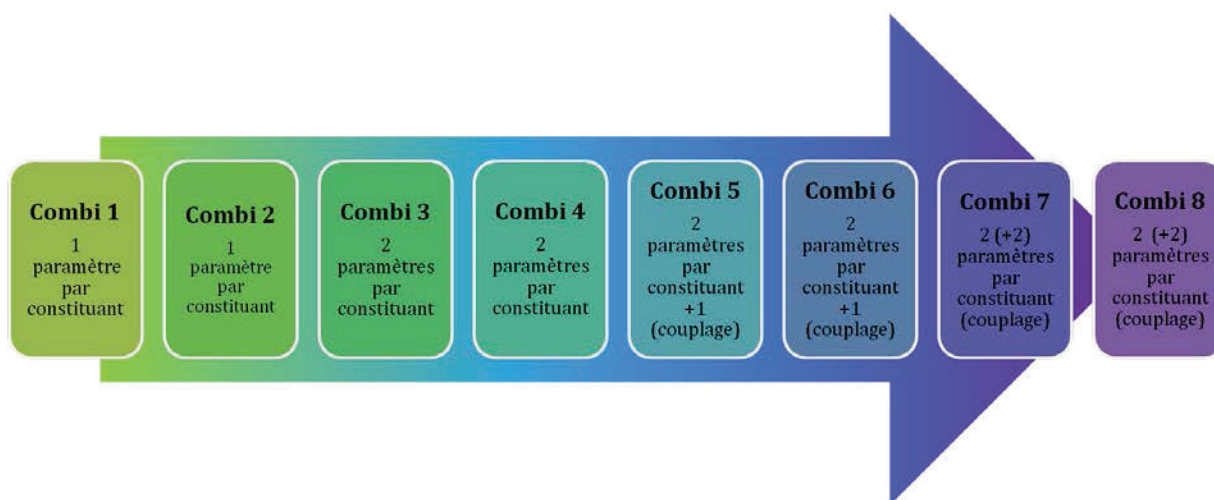 Combi 1
1
paramètre
par
constituant
Combi 2
1
paramètre
par
constituant
Combi 3
2
paramètres
par
constituant
Combi 4
2
paramètres
par
constituant
Combi 5
2
paramètres
par
constituant
+1
(couplage)
Combi 6
2
paramètres
par
constituant
+1
(couplage)
Combi 7
2 (+2)
paramètres
par
constituant
(couplage)
Combi 8
2 (+2)
paramètres
par
constituant
(couplage)